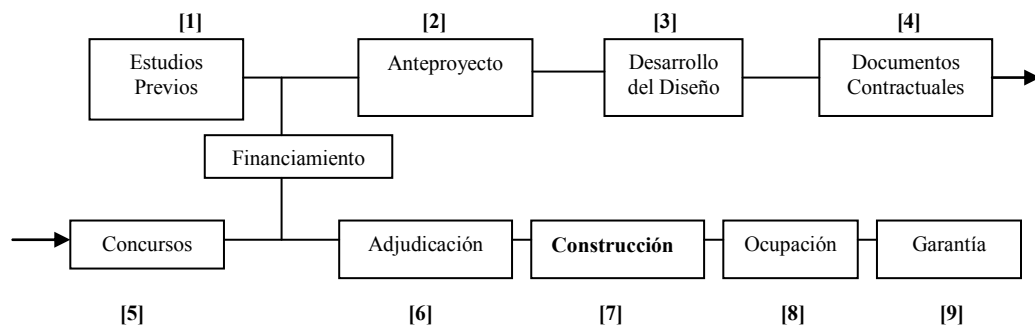 [1] [2] [3] [4]
Estudios
Previos
Anteproyecto
Desarrollo
del Diseño
Documentos
Contractuales
Financiamiento
Concursos
Adjudicación
Construcción
Ocupación
Garantía
[5] [6] [7] [8] [9]